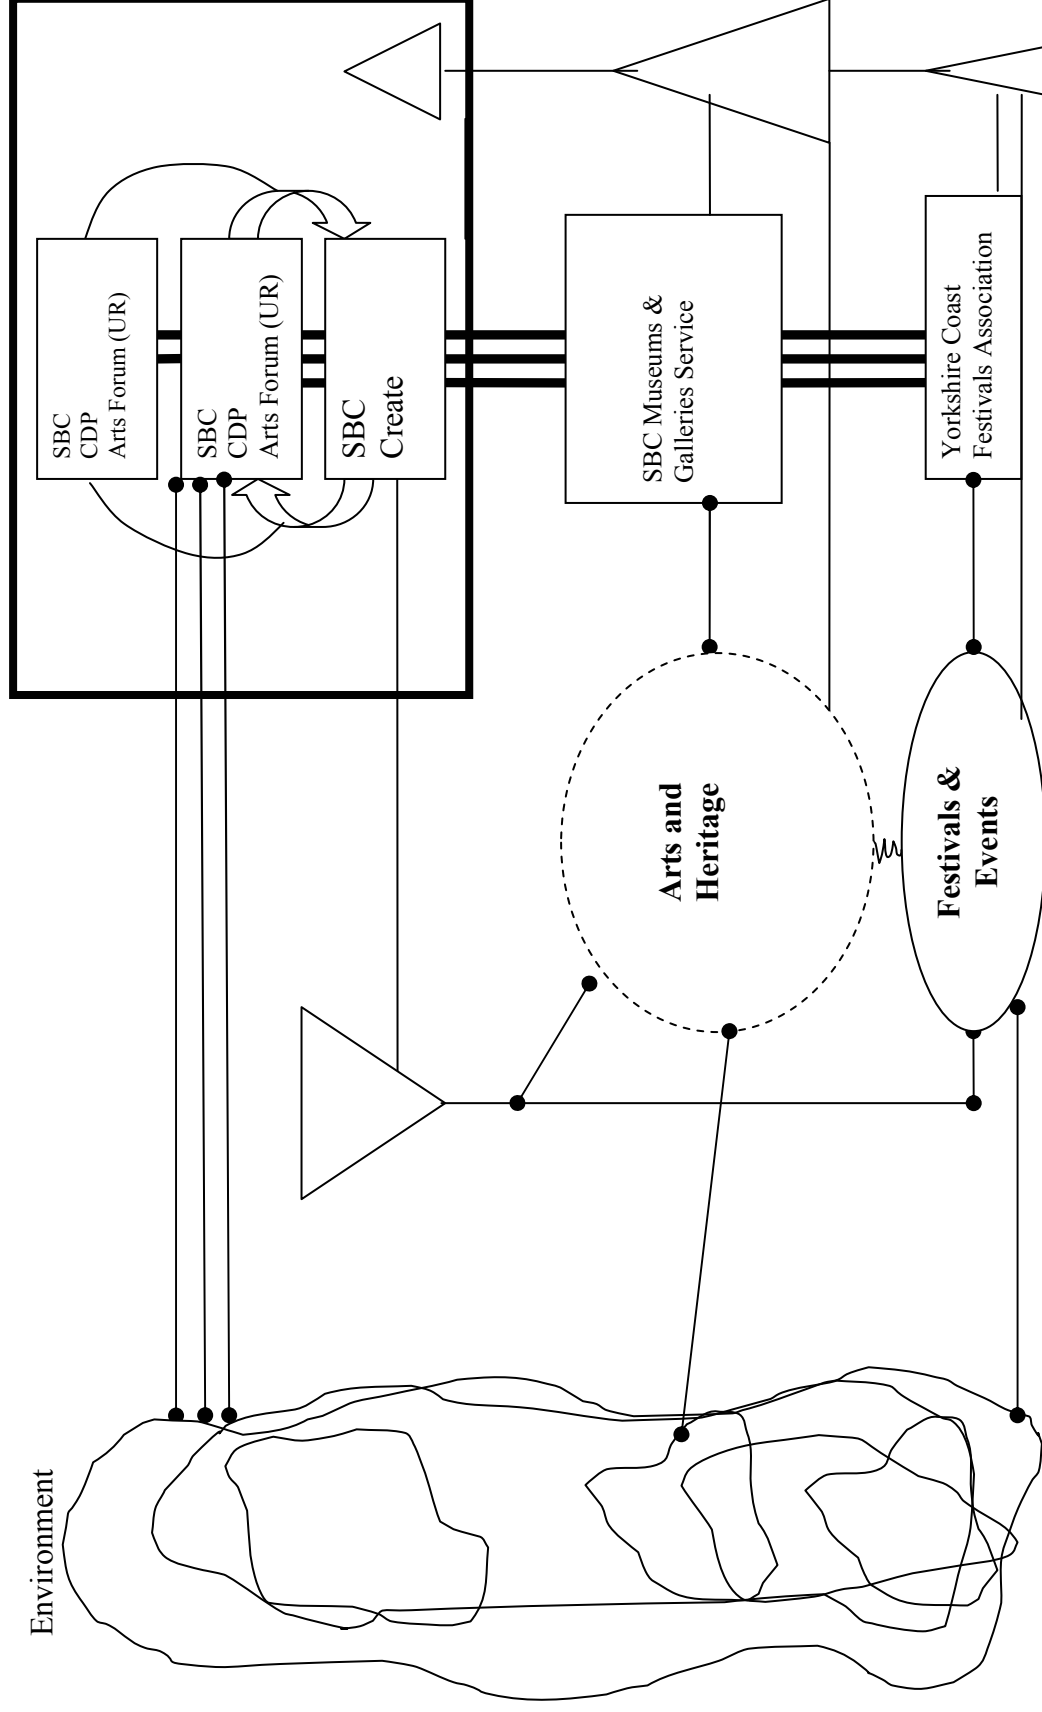 Environment
SBC
CDP
Arts Forum (UR)
SBC
CDP
Arts Forum (UR)
SBC
Create
SBC Museums &
Galleries Service
Yorkshire Coast
Festivals Association
Arts and
Heritage
Festivals &
Events